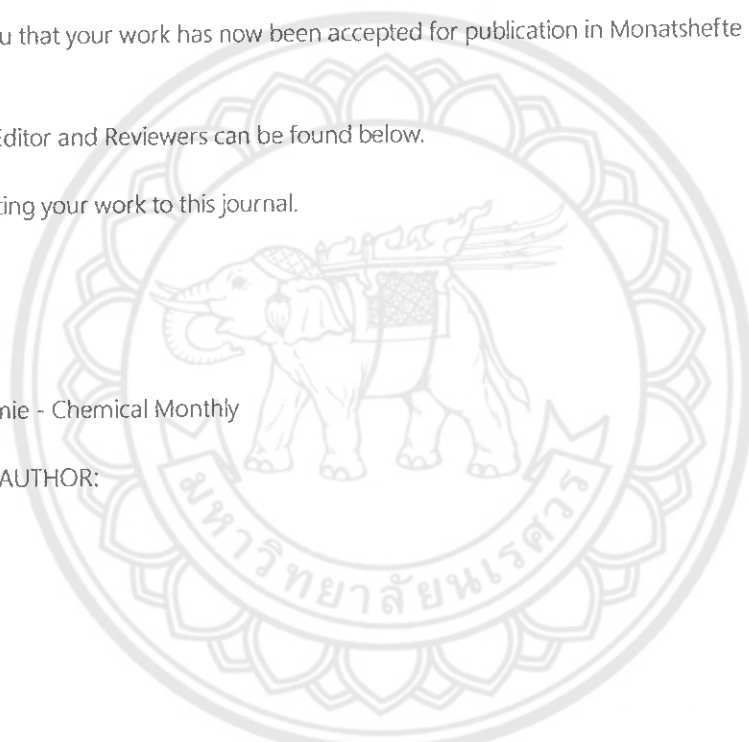 u that your work has now been accepted for publication in Monatshefte
Editor and Reviewers can be found below.
ting your work to this journal.
nie - Chemical Monthly
AUTHOR:
มหาวิทยาลัยนเรศวร